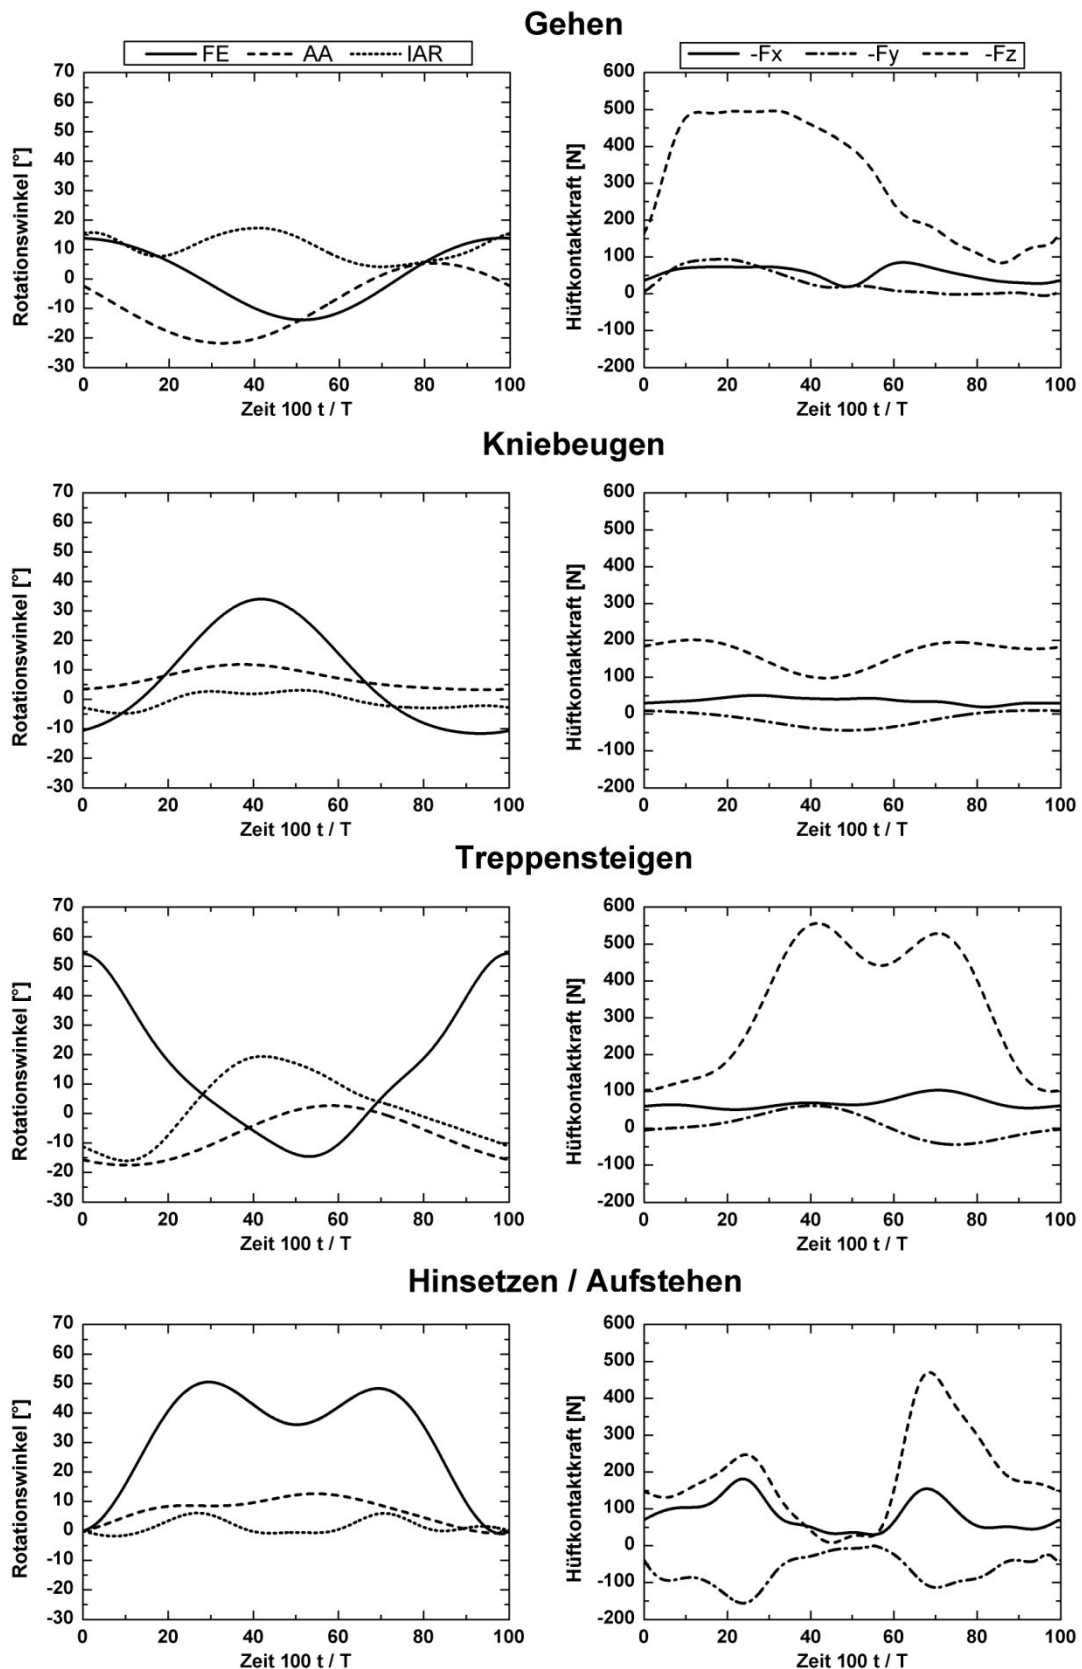 Gehen
FE AA IAR
-Fx -Fy -Fz
Rotationswinkel [°]
70
60
50
40
30
20
10
0
-10
-20
-30
0 20 40 60 80 100
Zeit 100 t / T
Hüftkontaktkraft [N]
600
500
400
300
200
100
0
-100
-200
0 20 40 60 80 100
Zeit 100 t / T
Kniebeugen
Rotationswinkel [°]
70
60
50
40
30
20
10
0
-10
-20
-30
0 20 40 60 80 100
Zeit 100 t / T
Hüftkontaktkraft [N]
600
500
400
300
200
100
0
-100
-200
0 20 40 60 80 100
Zeit 100 t / T
Treppensteigen
Rotationswinkel [°]
70
60
50
40
30
20
10
0
-10
-20
-30
0 20 40 60 80 100
Zeit 100 t / T
Hüftkontaktkraft [N]
600
500
400
300
200
100
0
-100
-200
0 20 40 60 80 100
Zeit 100 t / T
Hinsetzen / Aufstehen
Rotationswinkel [°]
70
60
50
40
30
20
10
0
-10
-20
-30
0 20 40 60 80 100
Zeit 100 t / T
Hüftkontaktkraft [N]
600
500
400
300
200
100
0
-100
-200
0 20 40 60 80 100
Zeit 100 t / T